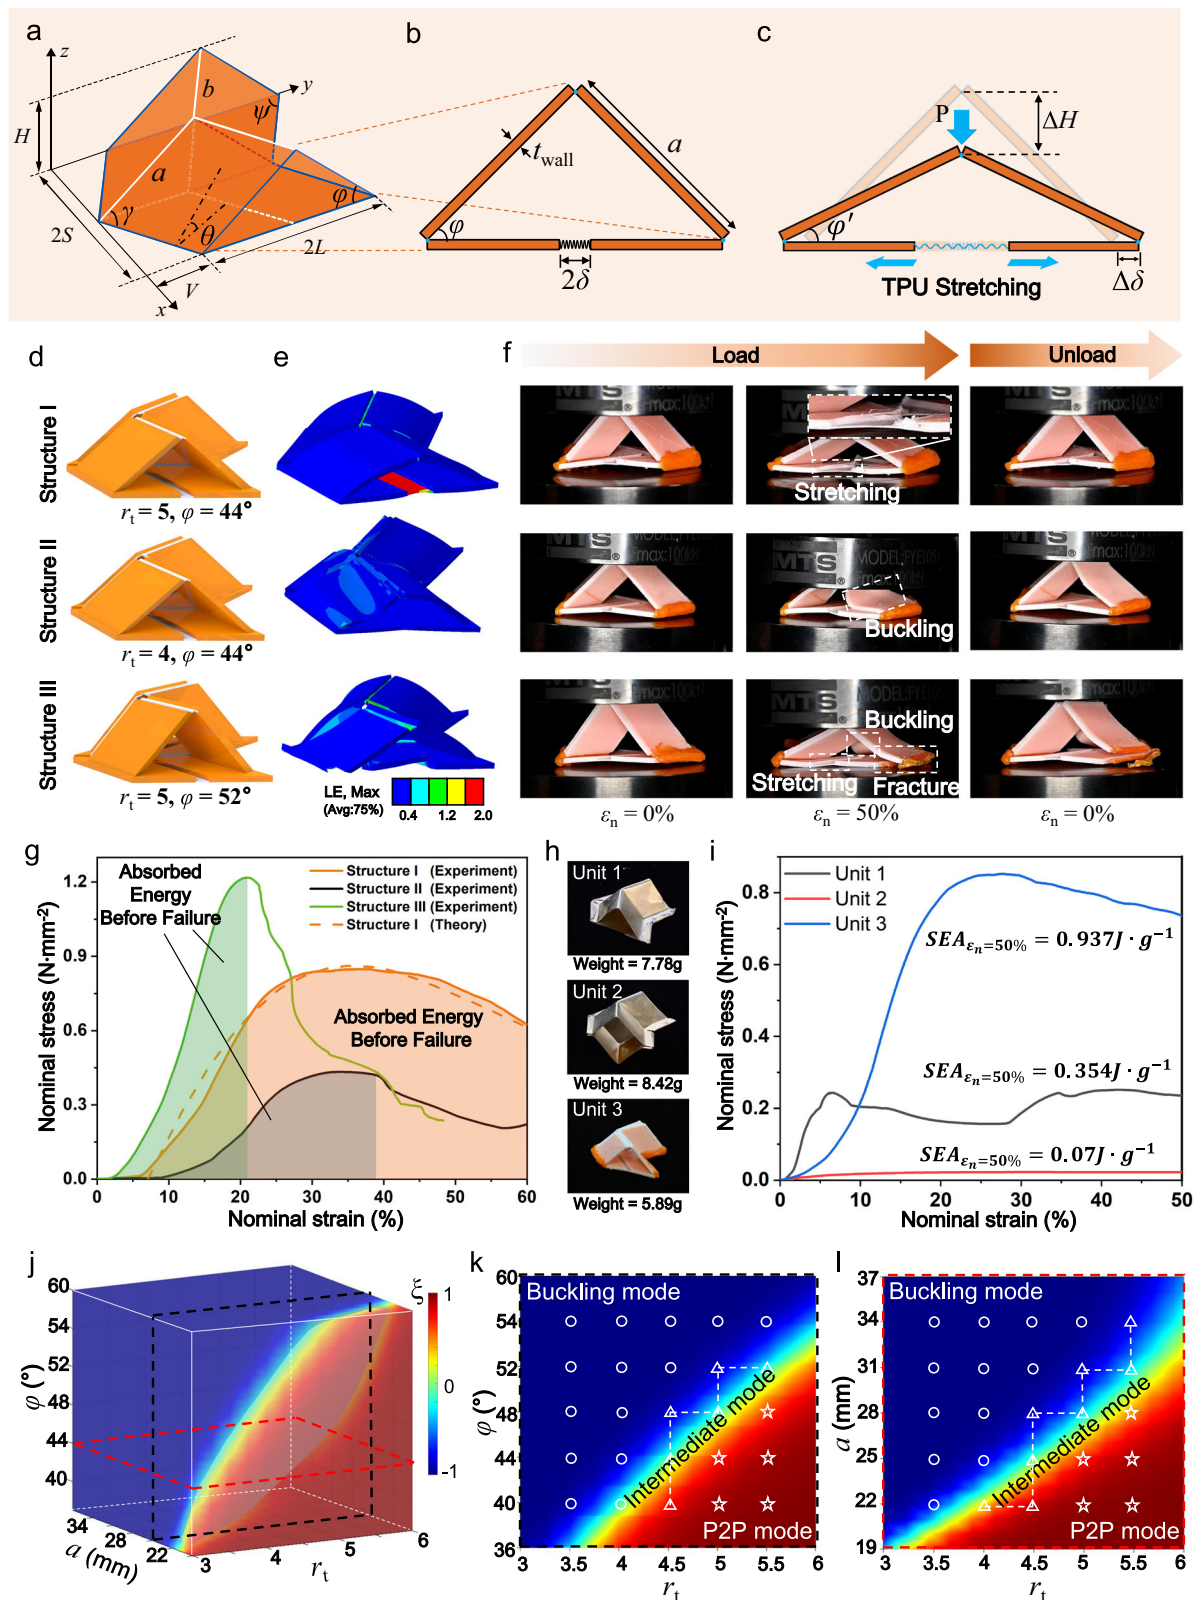 a
z
y
b
ψ
H
a
γ
θ
φ
2S
2L
V
x
b
t_wall
a
φ
2δ
c
P
ΔH
φ'
Δδ
TPU Stretching
d
e
f
Load
Unload
Structure I
r_t = 5, φ = 44°
Stretching
Structure II
r_t = 4, φ = 44°
MTS
MODEL:FYEI05
Buckling
Structure III
r_t = 5, φ = 52°
LE, Max
(Avg:75%)
0.4 1.2 2.0
Buckling
Stretching
Fracture
ε_n = 0%
ε_n = 50%
ε_n = 0%
g
Absorbed
Energy
Before Failure
Structure I (Experiment)
Structure II (Experiment)
Structure III (Experiment)
Structure I (Theory)
Absorbed Energy
Before Failure
Nominal stress (N·mm⁻²)
1.2
0.9
0.6
0.3
0.0
0 10 20 30 40 50 60
Nominal strain (%)
h
Unit 1
Weight = 7.78g
Unit 2
Weight = 8.42g
Unit 3
Weight = 5.89g
i
Unit 1
Unit 2
Unit 3
SEA_εn=50% = 0.937J · g⁻¹
SEA_εn=50% = 0.354J · g⁻¹
SEA_εn=50% = 0.07J · g⁻¹
Nominal stress (N·mm⁻²)
0.8
0.6
0.4
0.2
0.0
0 10 20 30 40 50
Nominal strain (%)
j
60
54
52
48
44
40
φ (°)
34
28
22
a (mm)
3 4 5 6
r_t
ξ
1
0
-1
k
Buckling mode
Intermediate mode
P2P mode
φ (°)
60
56
52
48
44
40
36
3 3.5 4 4.5 5 5.5 6
r_t
l
Buckling mode
Intermediate mode
P2P mode
a (mm)
37
34
31
28
25
22
19
3 3.5 4 4.5 5 5.5 6
r_t